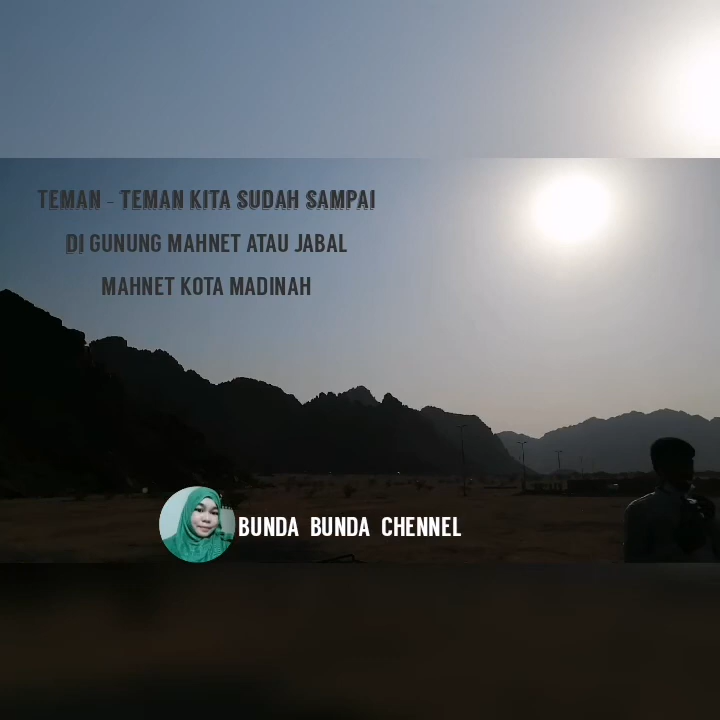 TEMAN - TEMAN KITA SUDAH SAMPAI
DI GUNUNG MAHNET ATAU JABAL
MAHNET KOTA MADINAH
BUNDA BUNDA CHENNEL